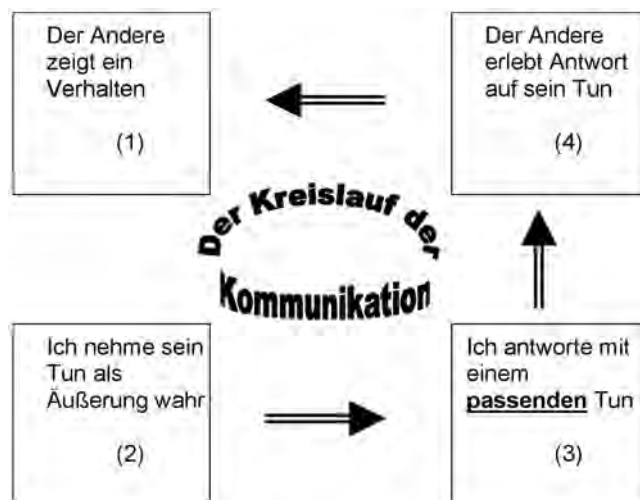 Der Andere
zeigt ein
Verhalten
(1)
Der Andere
erlebt Antwort
auf sein Tun
(4)
Der Kreislauf der
Kommunikation
Ich nehme sein
Tun als
Äußerung wahr
(2)
Ich antworte mit
einem
passenden Tun
(3)